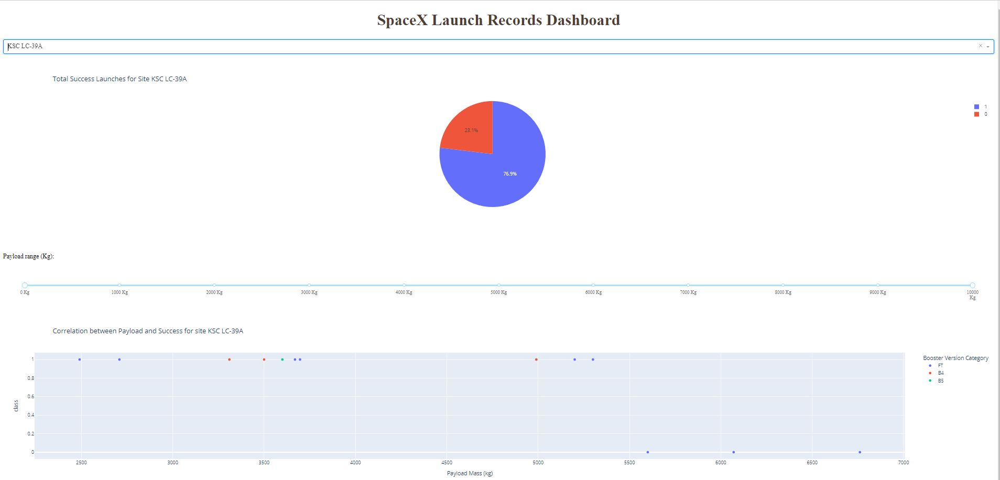 SpaceX Launch Records Dashboard
KSC LC-39A × 
Total Success Launches for Site KSC LC-39A
1
0
23.1%
76.9%
Payload range (Kg):
0 Kg 1000 Kg 2000 Kg 3000 Kg 4000 Kg 5000 Kg 6000 Kg 7000 Kg 8000 Kg 9000 Kg 10000
Kg
Correlation between Payload and Success for site KSC LC-39A
Booster Version Category
FT
B4
B5
1
0.8
0.6
0.4
0.2
0
class
2500 3000 3500 4000 4500 5000 5500 6000 6500 7000
Payload Mass (kg)